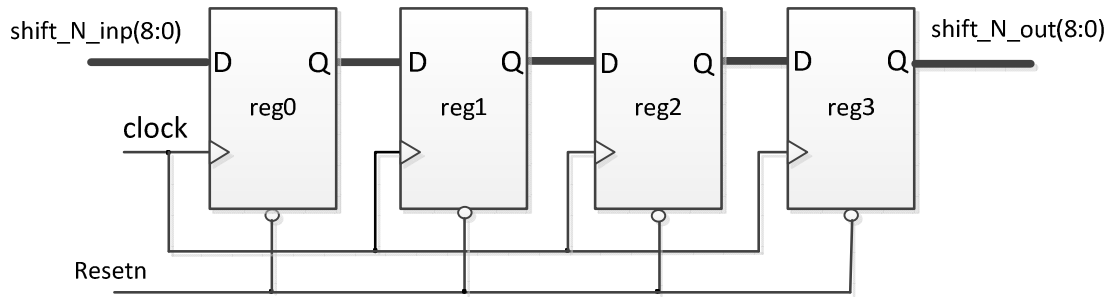 shift_N_inp(8:0)
shift_N_out(8:0)
D Q D Q D Q D Q
reg0 reg1 reg2 reg3
clock
Resetn